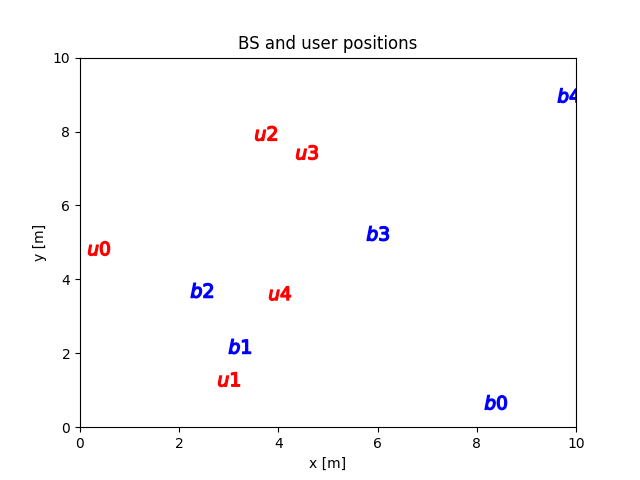 BS and user positions
10
b4
8
u2
u3
6
b3
u0
y [m]
4
b2
u4
2
b1
u1
b0
0
0 2 4 6 8 10
x [m]